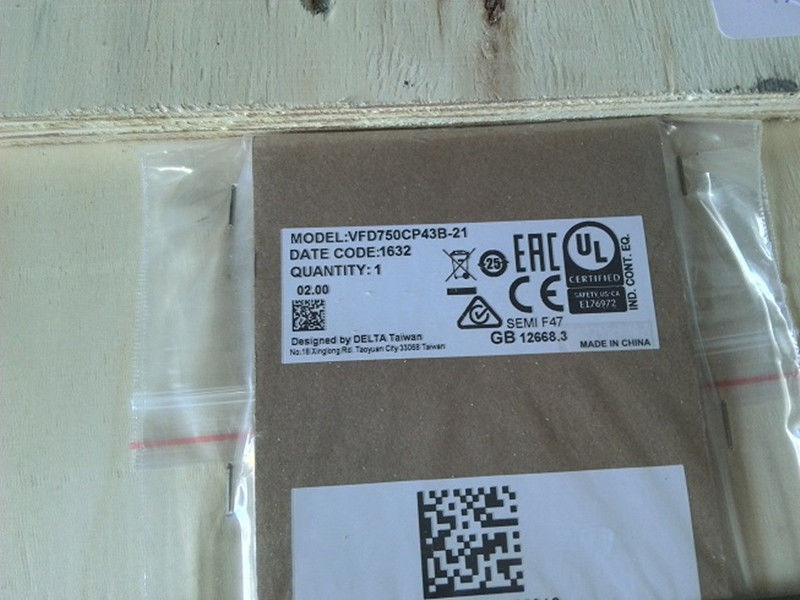 MODEL:VFD750CP43B-21
DATE CODE:1632
QUANTITY: 1
02.00
25
EAC
UL
CERTIFIED
SAFETY US-CA
E176972
IND. CONT. EQ.
CE
SEMI F47
GB 12668.3
Designed by DELTA Taiwan
No.18 Xinglong Rd. Taoyuan City 33068 Taiwan
MADE IN CHINA